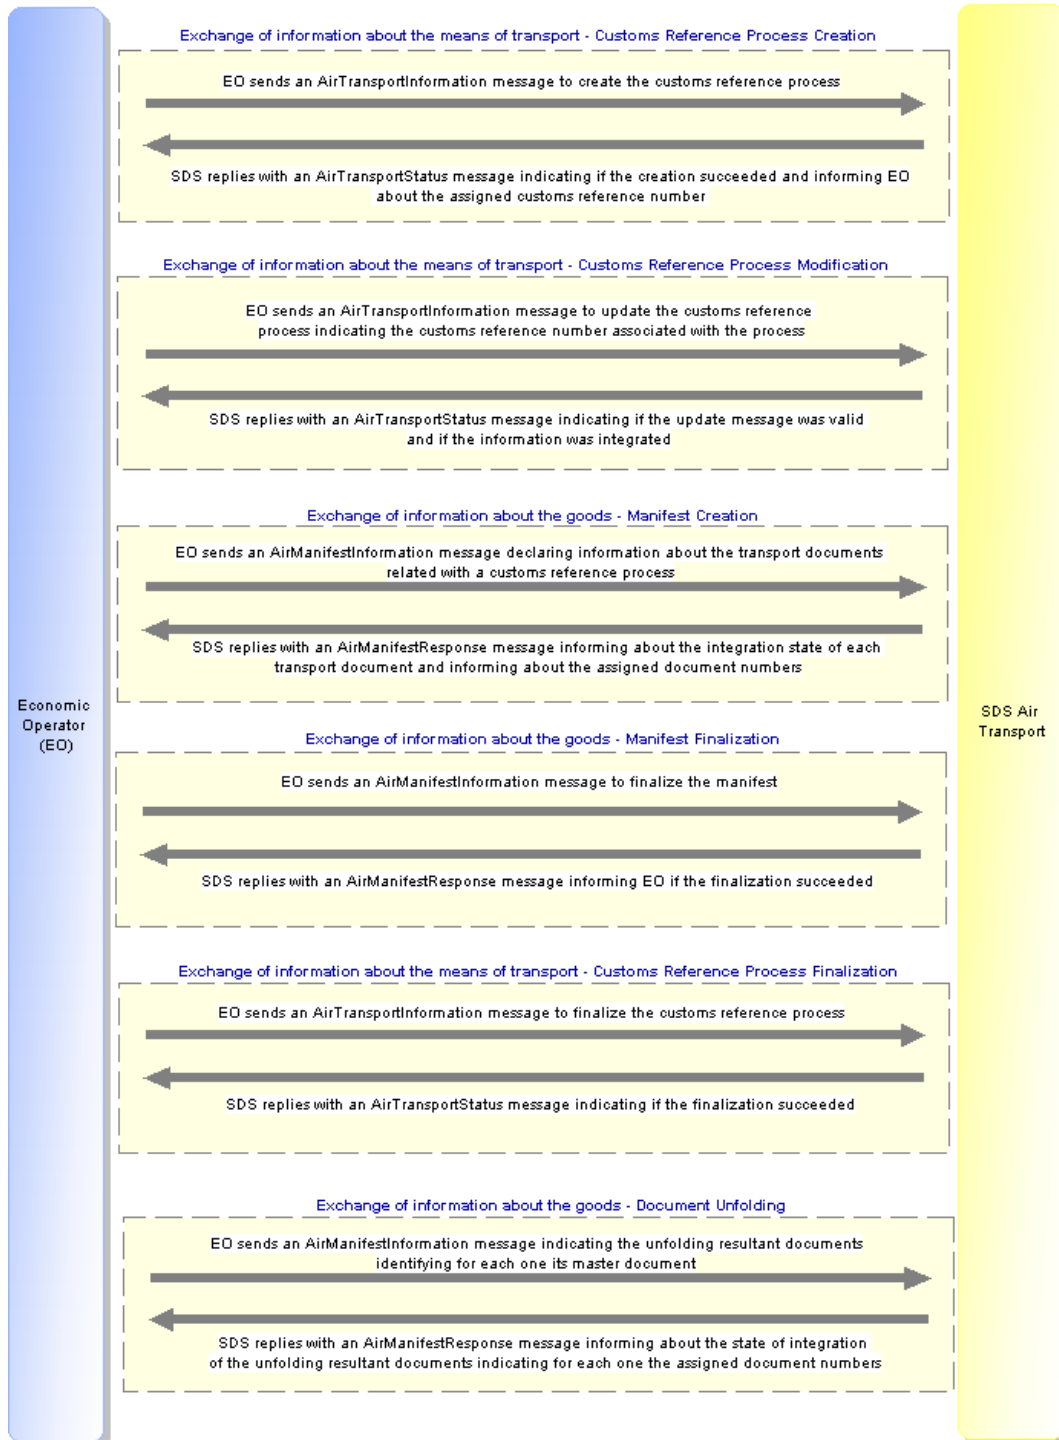 Exchange of information about the means of transport - Customs Reference Process Creation
EO sends an AirTransportInformation message to create the customs reference process
SDS replies with an AirTransportStatus message indicating if the creation succeeded and informing EO
about the assigned customs reference number
Exchange of information about the means of transport - Customs Reference Process Modification
EO sends an AirTransportInformation message to update the customs reference
process indicating the customs reference number associated with the process
SDS replies with an AirTransportStatus message indicating if the update message was valid
and if the information was integrated
Exchange of information about the goods - Manifest Creation
EO sends an AirManifestInformation message declaring information about the transport documents
related with a customs reference process
SDS replies with an AirManifestResponse message informing about the integration state of each
transport document and informing about the assigned document numbers
Economic
Operator
(EO)
SDS Air
Transport
Exchange of information about the goods - Manifest Finalization
EO sends an AirManifestInformation message to finalize the manifest
SDS replies with an AirManifestResponse message informing EO if the finalization succeeded
Exchange of information about the means of transport - Customs Reference Process Finalization
EO sends an AirTransportInformation message to finalize the customs reference process
SDS replies with an AirTransportStatus message indicating if the finalization succeeded
Exchange of information about the goods - Document Unfolding
EO sends an AirManifestInformation message indicating the unfolding resultant documents
identifying for each one its master document
SDS replies with an AirManifestResponse message informing about the state of integration
of the unfolding resultant documents indicating for each one the assigned document numbers